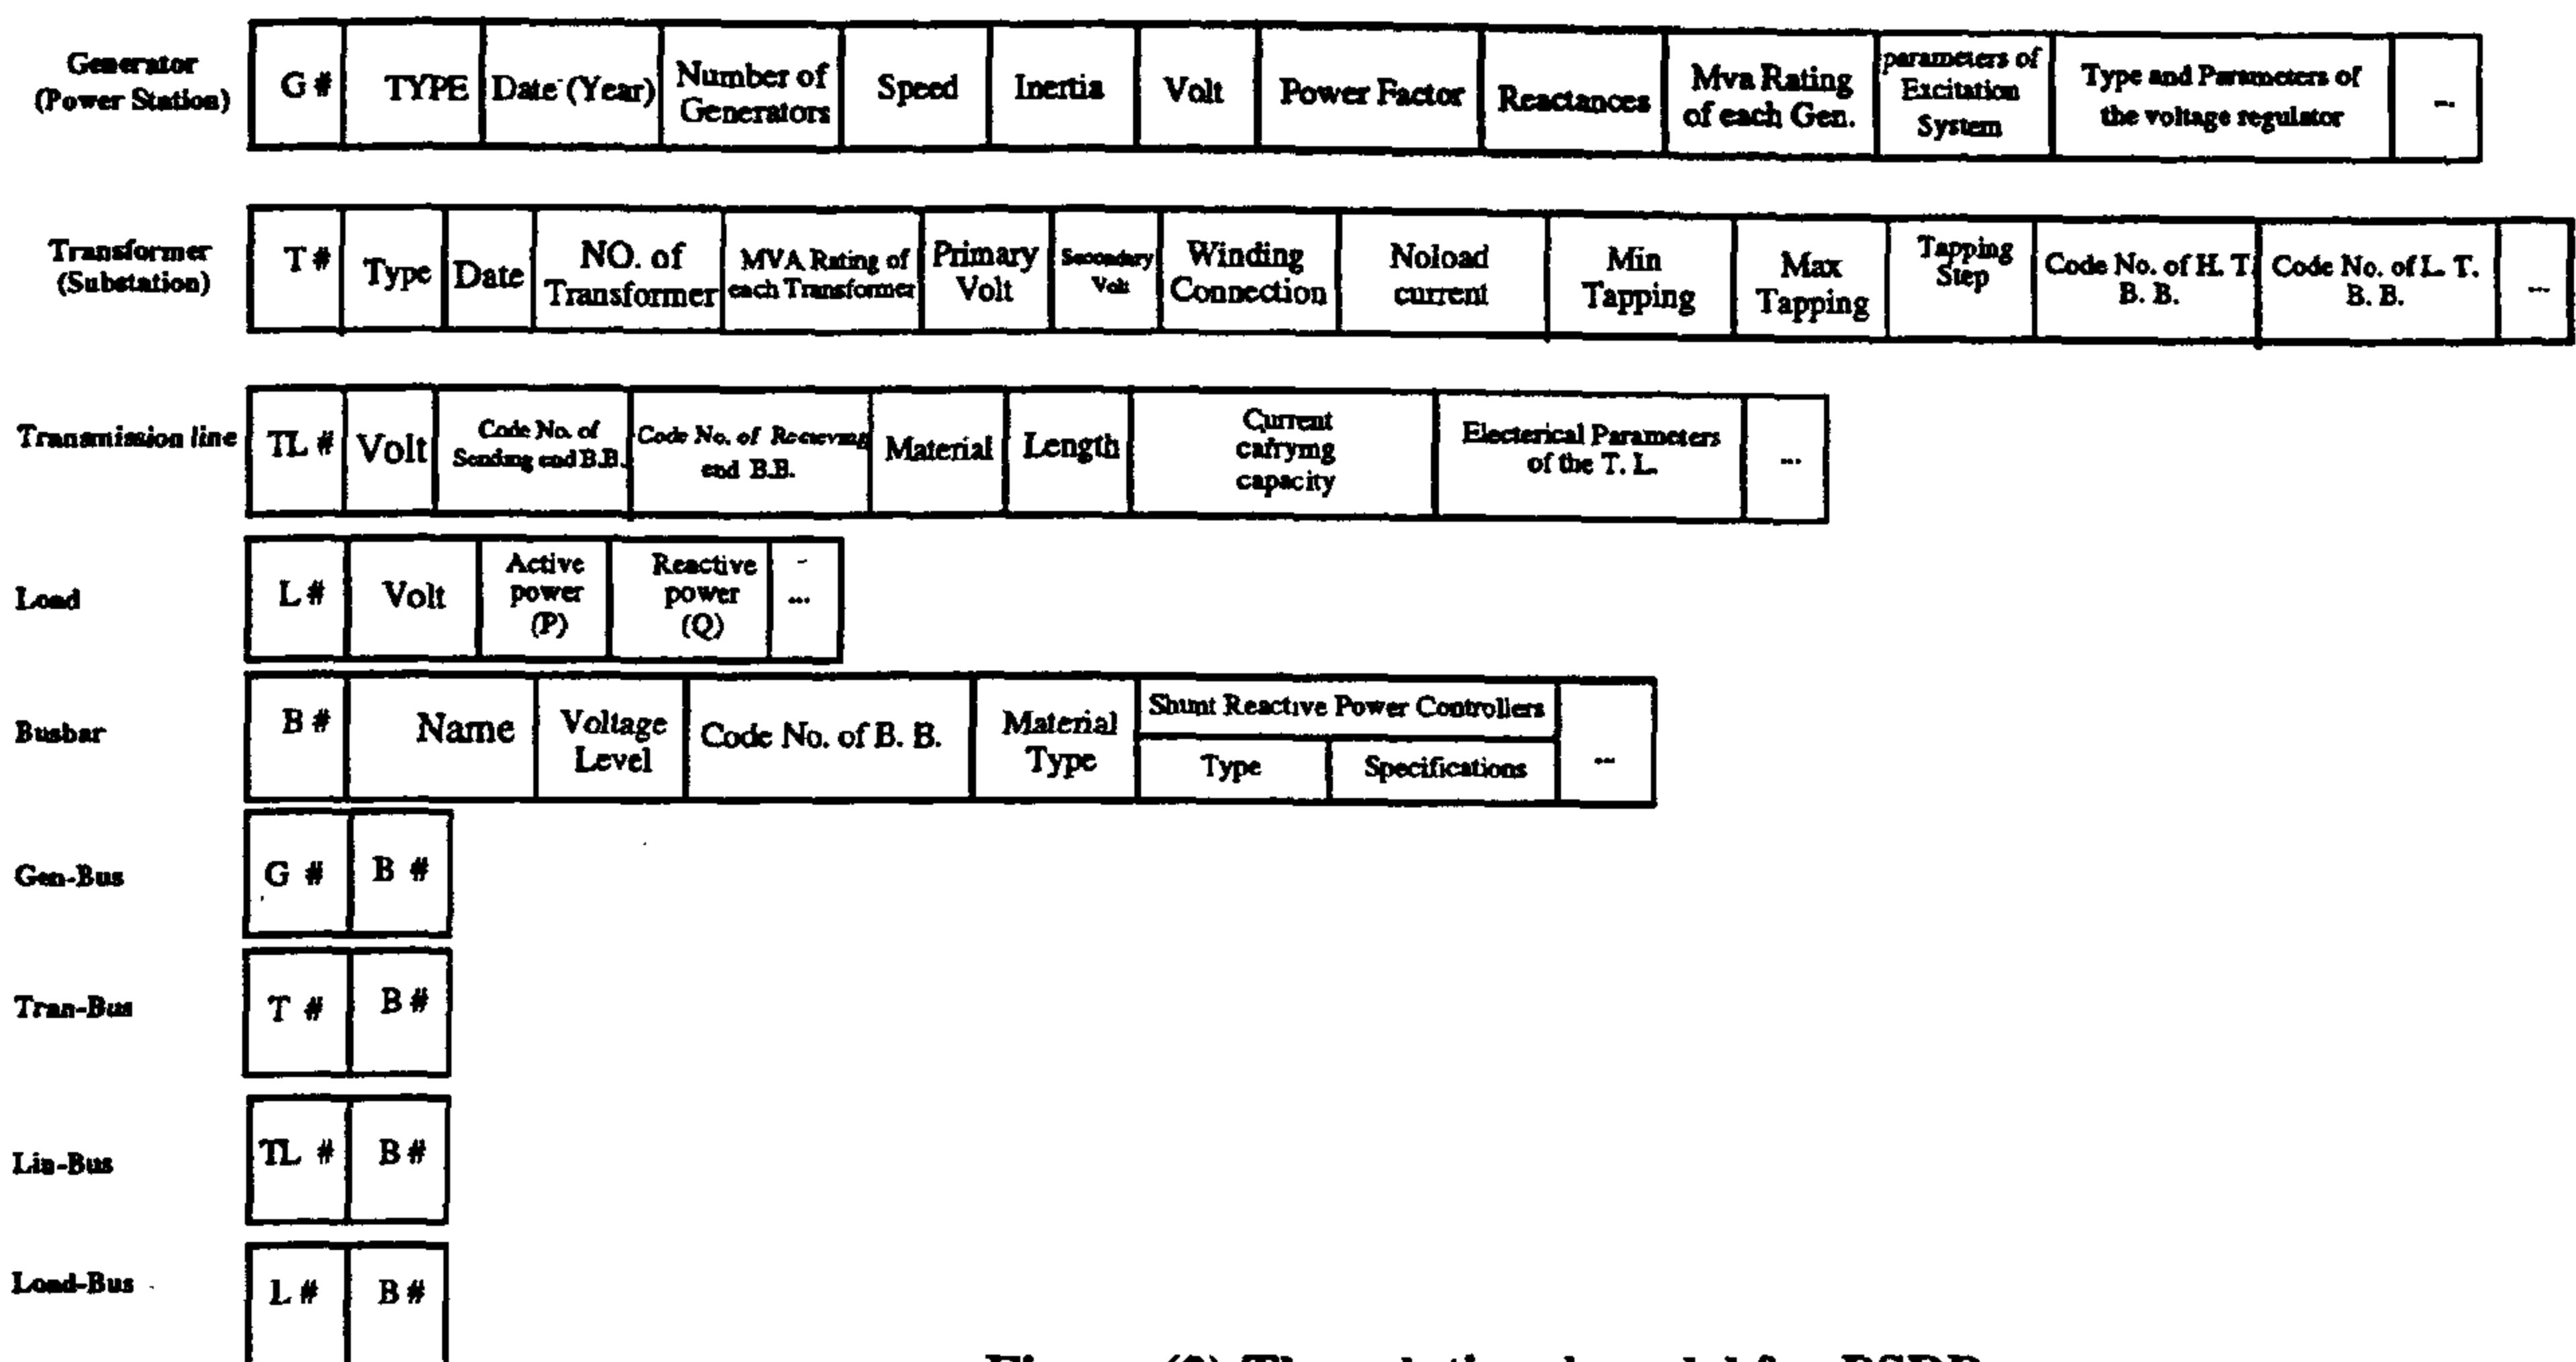 Generator
(Power Station)
G #
TYPE
Date (Year)
Number of
Generators
Speed
Inertia
Volt
Power Factor
Reactances
Mva Rating
of each Gen.
parameters of
Excitation
System
Type and Parameters of
the voltage regulator
...
Transformer
(Substation)
T #
Type
Date
NO. of
Transformer
MVA Rating of
each Transformer
Primary
Volt
Secondary
Volt
Winding
Connection
Noload
current
Min
Tapping
Max
Tapping
Tapping
Step
Code No. of H. T.
B. B.
Code No. of L. T.
B. B.
...
Transmission line
TL #
Volt
Code No. of
Sending end B.B.
Code No. of Recieving
end B.B.
Material
Length
Current
carrying
capacity
Electerical Parameters
of the T. L.
...
Load
L #
Volt
Active
power
(P)
Reactive
power
(Q)
...
Busbar
B #
Name
Voltage
Level
Code No. of B. B.
Material
Type
Shunt Reactive Power Controllers
Type
Specifications
...
Gen-Bus
G #
B #
Tran-Bus
T #
B #
Lin-Bus
TL #
B #
Load-Bus
L #
B #